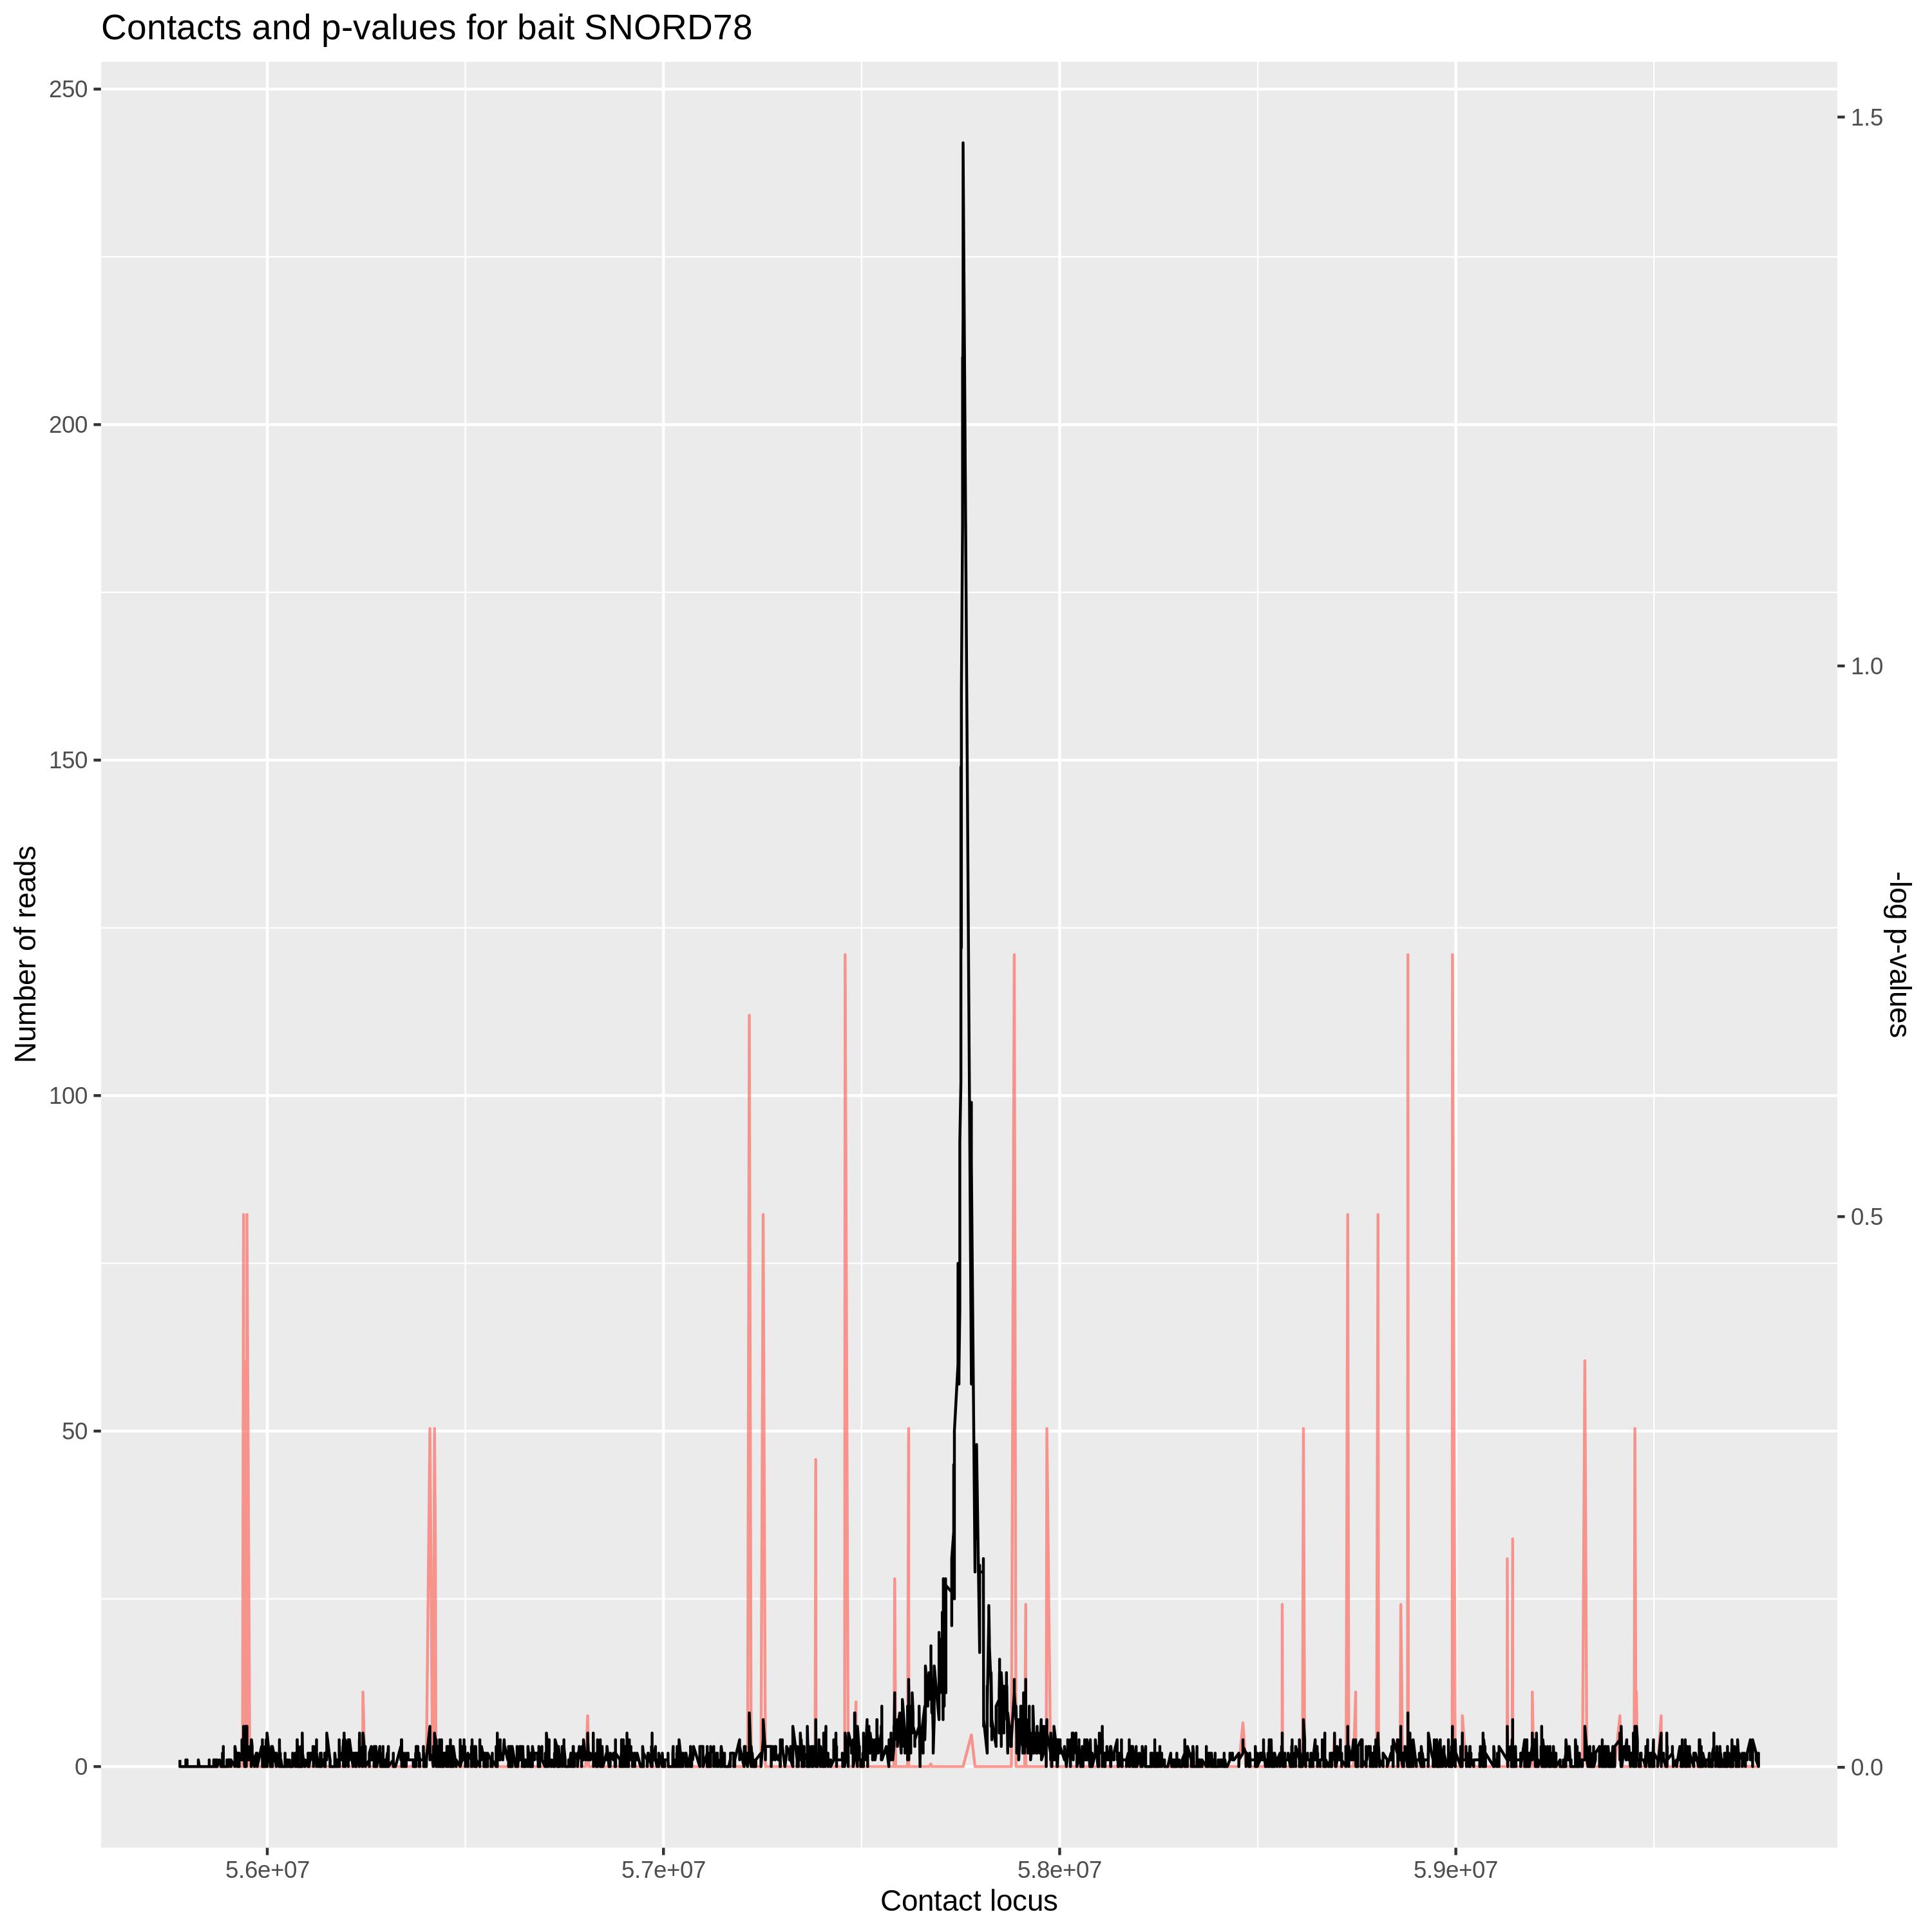 Contacts and p-values for bait SNORD78
250
200
150
100
50
0
1.5
1.0
0.5
0.0
Number of reads
-log p-values
5.6e+07 5.7e+07 5.8e+07 5.9e+07
Contact locus